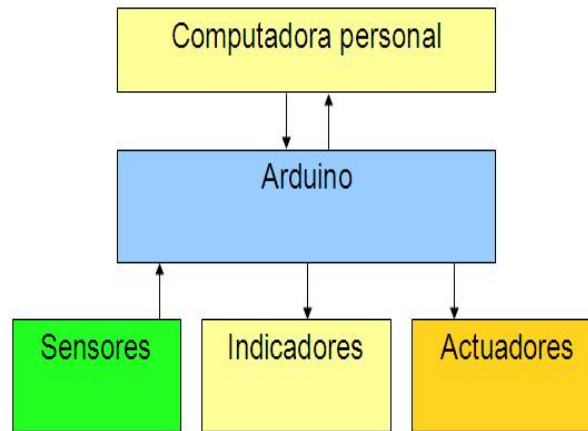 Computadora personal
Arduino
Sensores
Indicadores
Actuadores